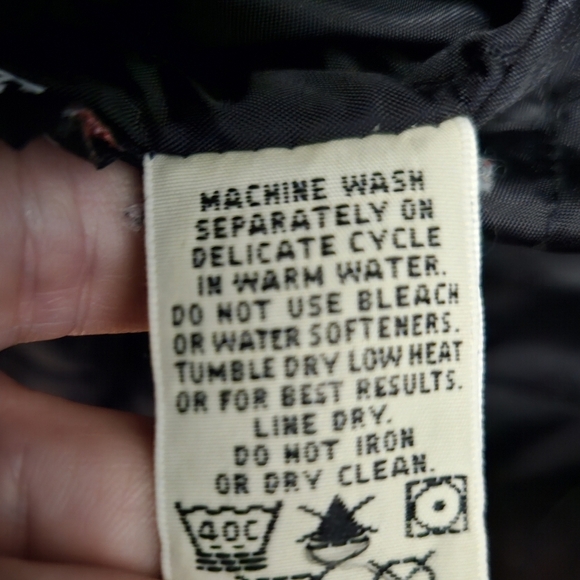 MACHINE WASH
SEPARATELY ON
DELICATE CYCLE
IN WARM WATER.
DO NOT USE BLEACH
OR WATER SOFTENERS.
TUMBLE DRY LOW HEAT
OR FOR BEST RESULTS.
LINE DRY.
DO NOT IRON
OR DRY CLEAN.
40C